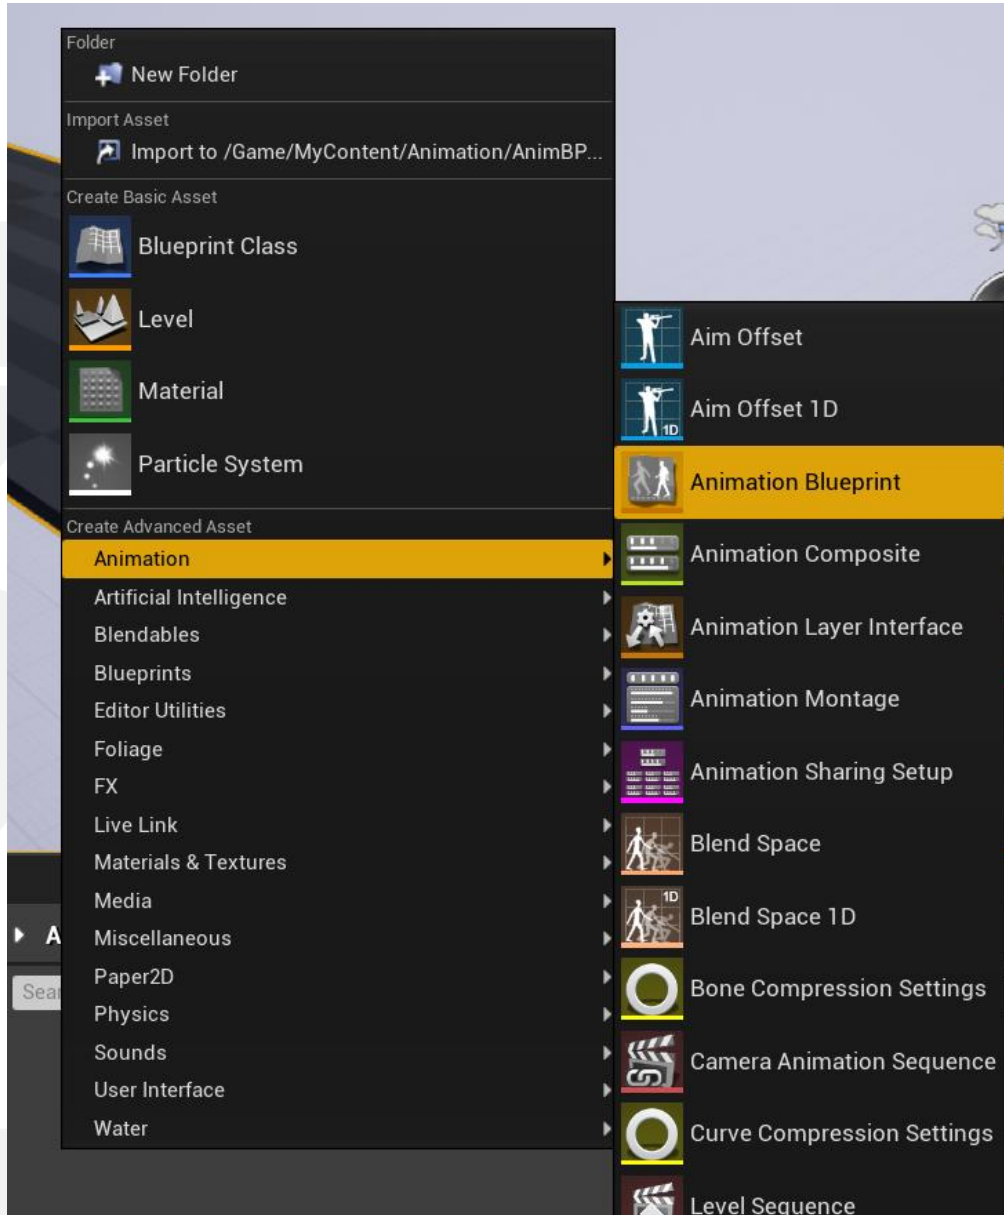 Folder
New Folder
Import Asset
Import to /Game/MyContent/Animation/AnimBP...
Create Basic Asset
Blueprint Class
Level
Material
Particle System
Create Advanced Asset
Animation
Artificial Intelligence
Blendables
Blueprints
Editor Utilities
Foliage
FX
Live Link
Materials & Textures
Media
Miscellaneous
Paper2D
Physics
Sounds
User Interface
Water
Aim Offset
Aim Offset 1D
1D
Animation Blueprint
Animation Composite
Animation Layer Interface
Animation Montage
Animation Sharing Setup
Blend Space
Blend Space 1D
1D
Bone Compression Settings
Camera Animation Sequence
Curve Compression Settings
Level Sequence
A
Sea